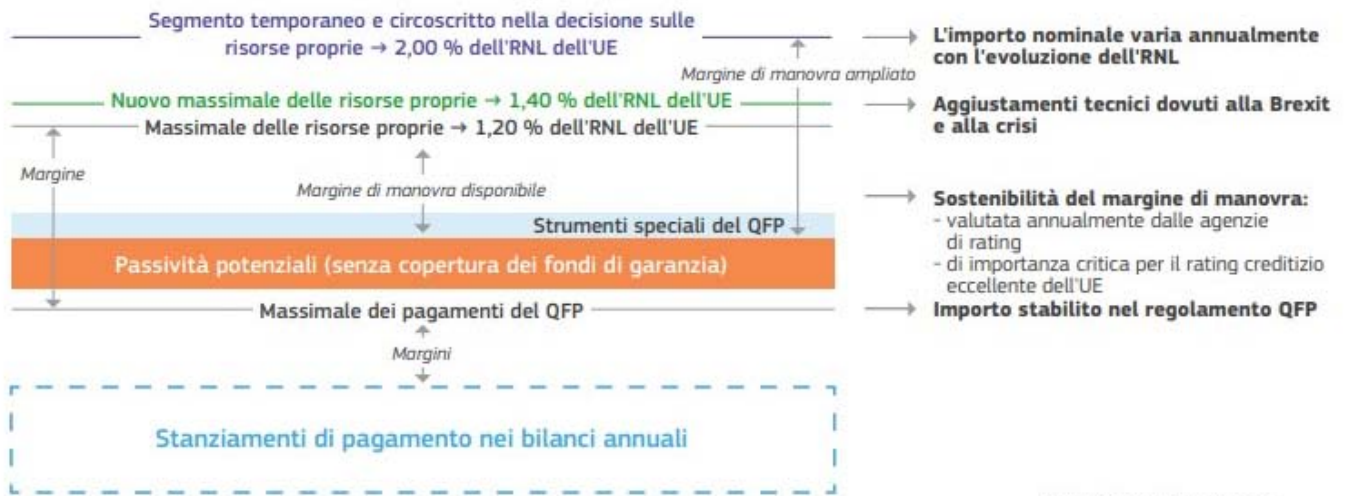 Segmento temporaneo e circoscritto nella decisione sulle
risorse proprie → 2,00 % dell'RNL dell'UE
L'importo nominale varia annualmente
con l'evoluzione dell'RNL
Margine di manovra ampliato
Nuovo massimale delle risorse proprie → 1,40 % dell'RNL dell'UE
Aggiustamenti tecnici dovuti alla Brexit
e alla crisi
Massimale delle risorse proprie → 1,20 % dell'RNL dell'UE
Margine
Margine di manovra disponibile
Sostenibilità del margine di manovra:
- valutata annualmente dalle agenzie
di rating
- di importanza critica per il rating creditizio
eccellente dell'UE
Strumenti speciali del QFP
Passività potenziali (senza copertura dei fondi di garanzia)
Massimale dei pagamenti del QFP
Importo stabilito nel regolamento QFP
Margini
Stanziamenti di pagamento nei bilanci annuali